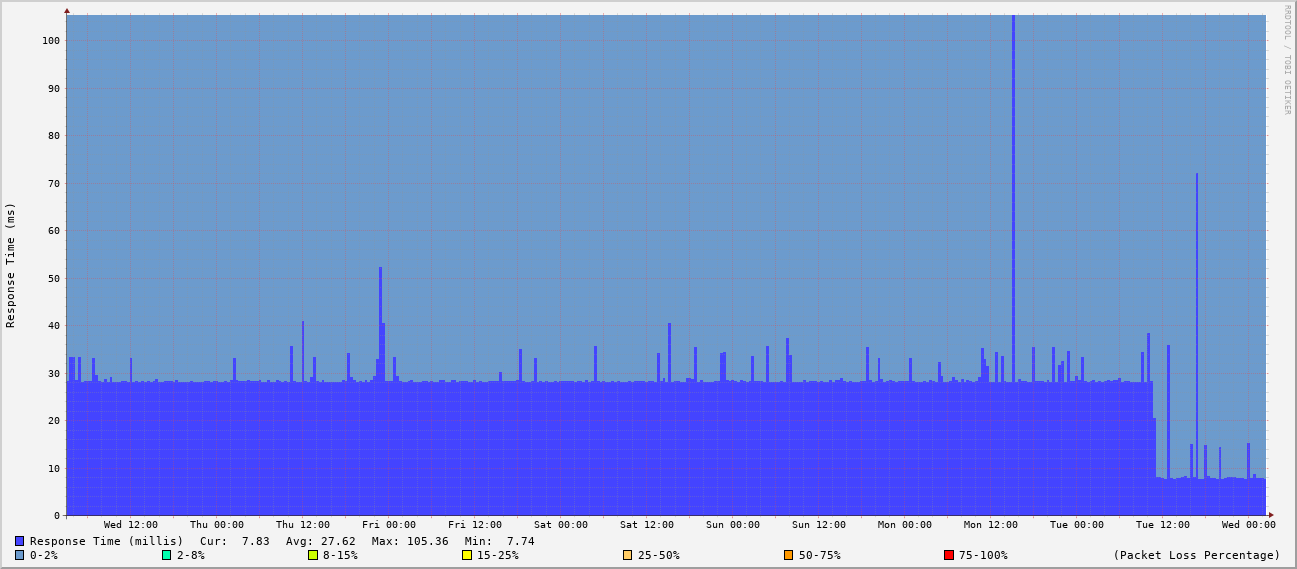 RRDTOOL / TOBI OETIKER
Response Time (ms)
100
90
80
70
60
50
40
30
20
10
0
Wed 12:00 Thu 00:00 Thu 12:00 Fri 00:00 Fri 12:00 Sat 00:00 Sat 12:00 Sun 00:00 Sun 12:00 Mon 00:00 Mon 12:00 Tue 00:00 Tue 12:00 Wed 00:00
Response Time (millis) Cur: 7.83 Avg: 27.62 Max: 105.36 Min: 7.74
0-2% 2-8% 8-15% 15-25% 25-50% 50-75% 75-100% (Packet Loss Percentage)